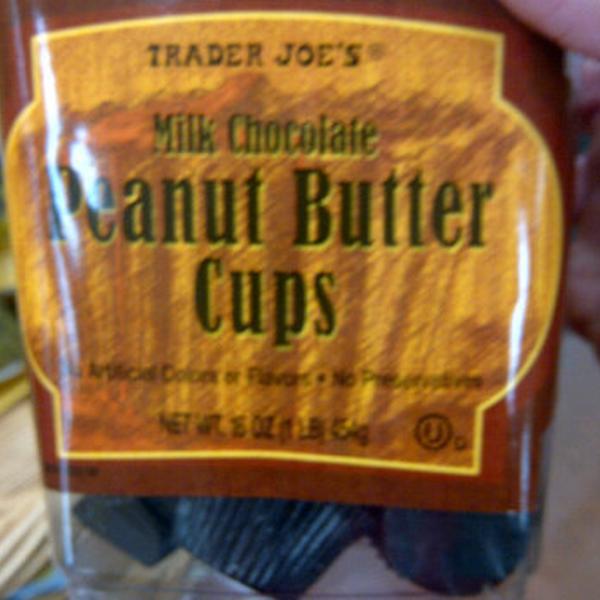 TRADER JOE'S®
Milk Chocolate
Peanut Butter
Cups
No Artificial Colors or Flavors • No Preservatives
NET WT. 16 OZ (1 LB) 454g
U D